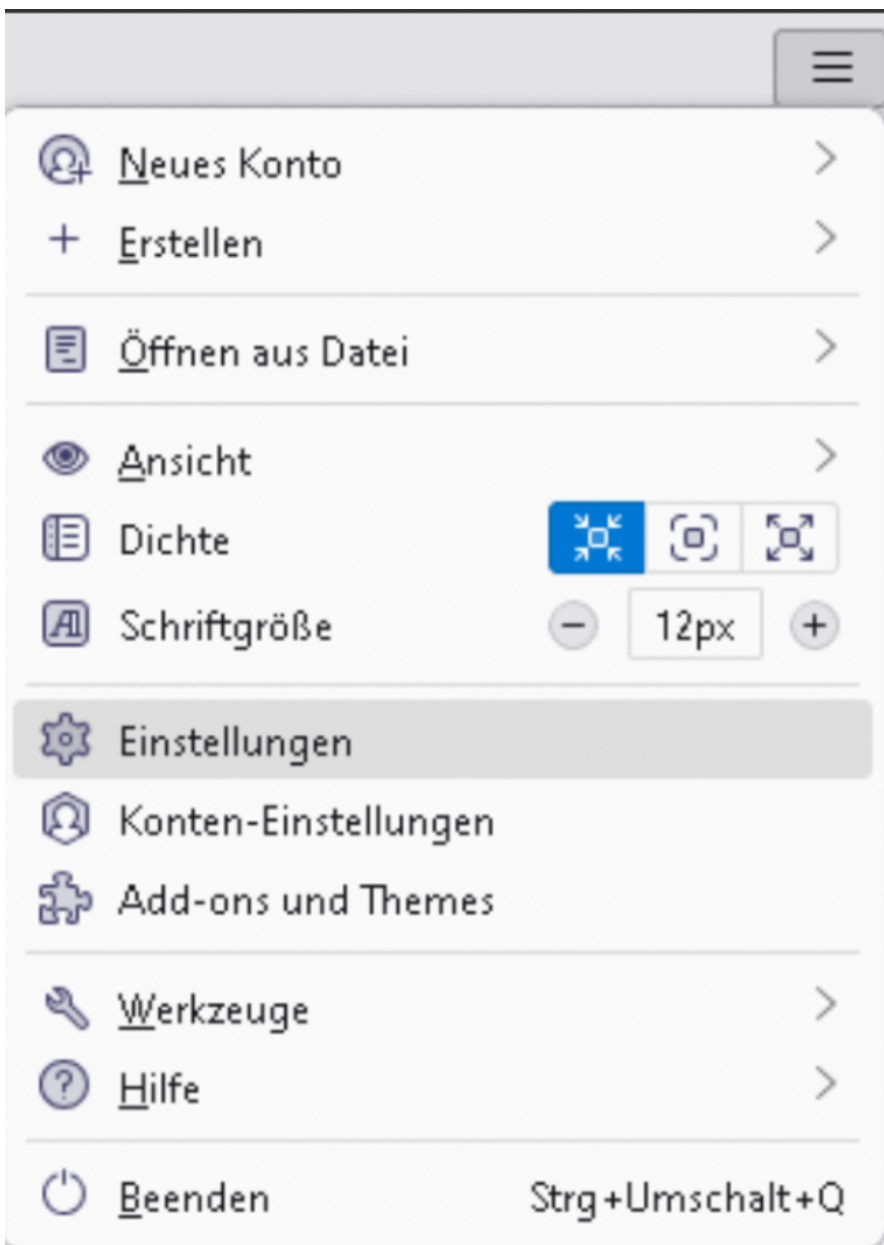 Neues Konto
Erstellen
Öffnen aus Datei
Ansicht
Dichte
Schriftgröße 12px
Einstellungen
Konten-Einstellungen
Add-ons und Themes
Werkzeuge
Hilfe
Beenden Strg+Umschalt+Q